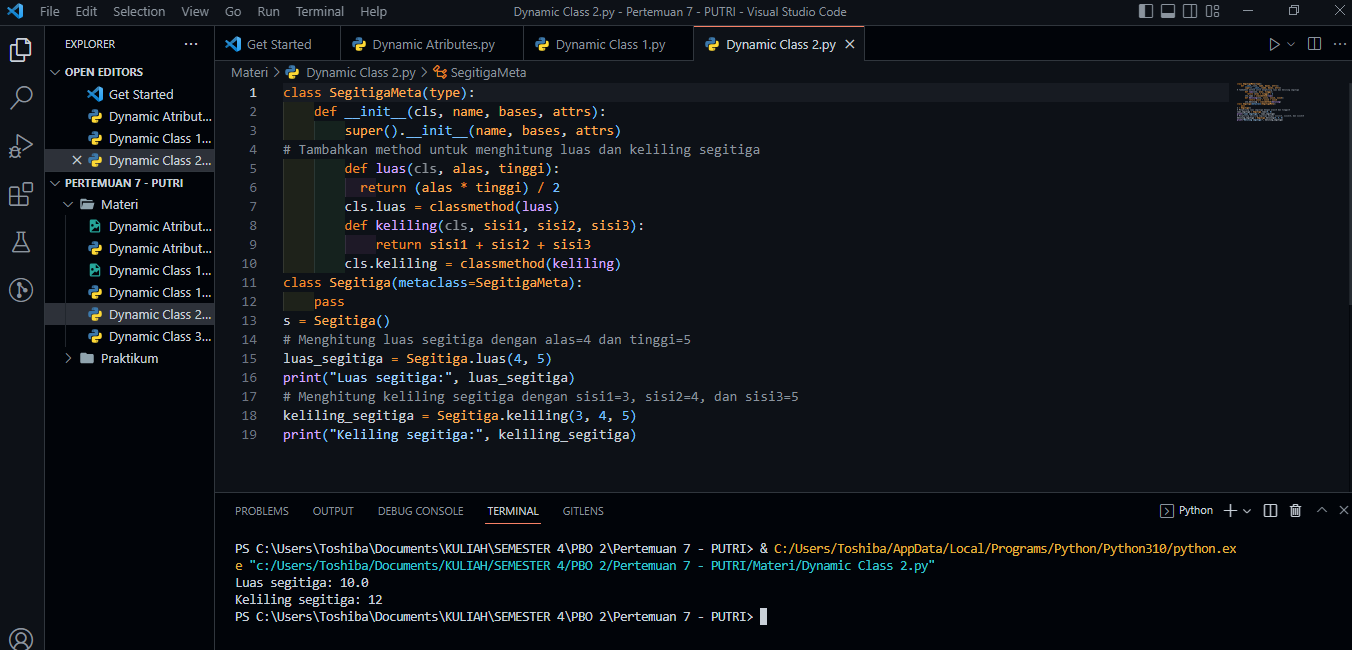 File Edit Selection View Go Run Terminal Help Dynamic Class 2.py - Pertemuan 7 - PUTRI - Visual Studio Code
EXPLORER ···
OPEN EDITORS
Get Started
Dynamic Atribut...
Dynamic Class 1...
Dynamic Class 2...
PERTEMUAN 7 - PUTRI
Materi
Dynamic Atribut...
Dynamic Atribut...
Dynamic Class 1...
Dynamic Class 1...
Dynamic Class 2...
Dynamic Class 3...
Praktikum
Get Started Dynamic Atributes.py Dynamic Class 1.py Dynamic Class 2.py
Materi > Dynamic Class 2.py > SegitigaMeta
1 class SegitigaMeta(type):
2     def __init__(cls, name, bases, attrs):
3         super().__init__(name, bases, attrs)
4 # Tambahkan method untuk menghitung luas dan keliling segitiga
5         def luas(cls, alas, tinggi):
6           return (alas * tinggi) / 2
7         cls.luas = classmethod(luas)
8         def keliling(cls, sisi1, sisi2, sisi3):
9             return sisi1 + sisi2 + sisi3
10         cls.keliling = classmethod(keliling)
11 class Segitiga(metaclass=SegitigaMeta):
12     pass
13 s = Segitiga()
14 # Menghitung luas segitiga dengan alas=4 dan tinggi=5
15 luas_segitiga = Segitiga.luas(4, 5)
16 print("Luas segitiga:", luas_segitiga)
17 # Menghitung keliling segitiga dengan sisi1=3, sisi2=4, dan sisi3=5
18 keliling_segitiga = Segitiga.keliling(3, 4, 5)
19 print("Keliling segitiga:", keliling_segitiga)
PROBLEMS OUTPUT DEBUG CONSOLE TERMINAL GITLENS Python
PS C:\Users\Toshiba\Documents\KULIAH\SEMESTER 4\PBO 2\Pertemuan 7 - PUTRI> & C:/Users/Toshiba/AppData/Local/Programs/Python/Python310/python.ex
e "c:/Users/Toshiba/Documents/KULIAH/SEMESTER 4/PBO 2/Pertemuan 7 - PUTRI/Materi/Dynamic Class 2.py"
Luas segitiga: 10.0
Keliling segitiga: 12
PS C:\Users\Toshiba\Documents\KULIAH\SEMESTER 4\PBO 2\Pertemuan 7 - PUTRI>